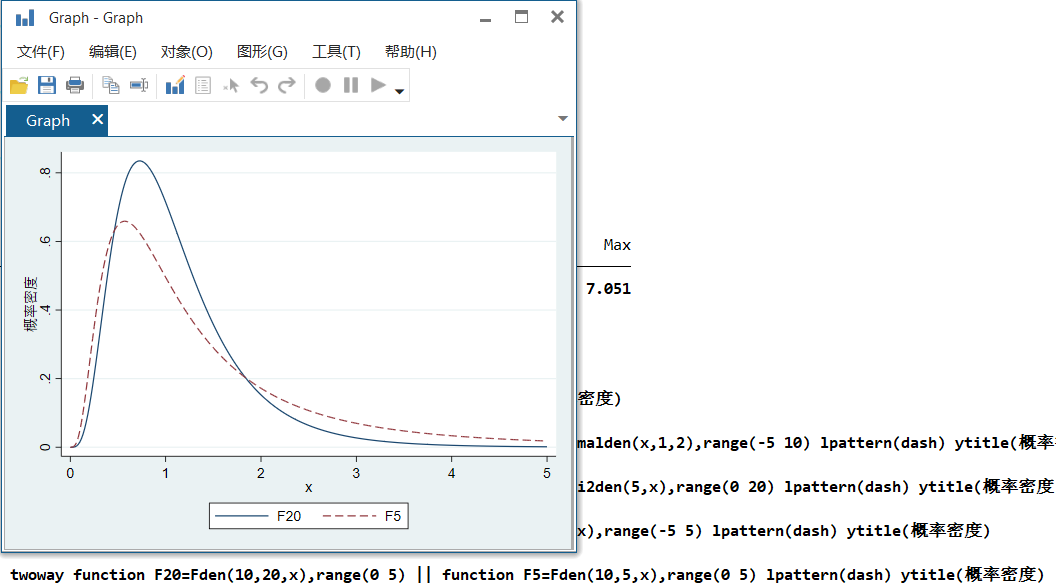 Graph - Graph
文件(F) 编辑(E) 对象(O) 图形(G) 工具(T) 帮助(H)
Graph
.8
.6
.4
.2
0
概率密度
0 1 2 3 4 5
x
F20 F5
Max
7.051
密度)
malden(x,1,2),range(-5 10) lpattern(dash) ytitle(概率
i2den(5,x),range(0 20) lpattern(dash) ytitle(概率密度
x),range(-5 5) lpattern(dash) ytitle(概率密度)
twoway function F20=Fden(10,20,x),range(0 5) || function F5=Fden(10,5,x),range(0 5) lpattern(dash) ytitle(概率密度)